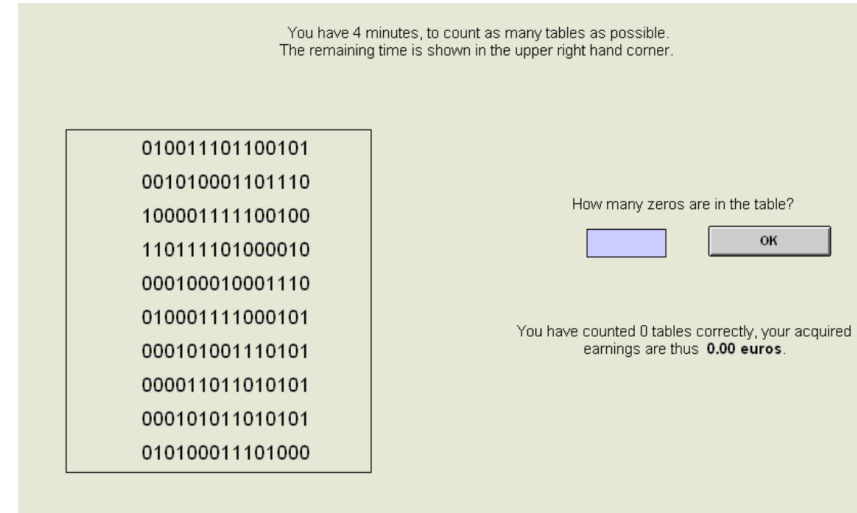 You have 4 minutes, to count as many tables as possible.
The remaining time is shown in the upper right hand corner.
010011101100101
001010001101110
100001111100100
110111101000010
000100010001110
010001111000101
000101001110101
000011011010101
000101011010101
010100011101000
How many zeros are in the table?
OK
You have counted 0 tables correctly, your acquired
earnings are thus 0.00 euros.